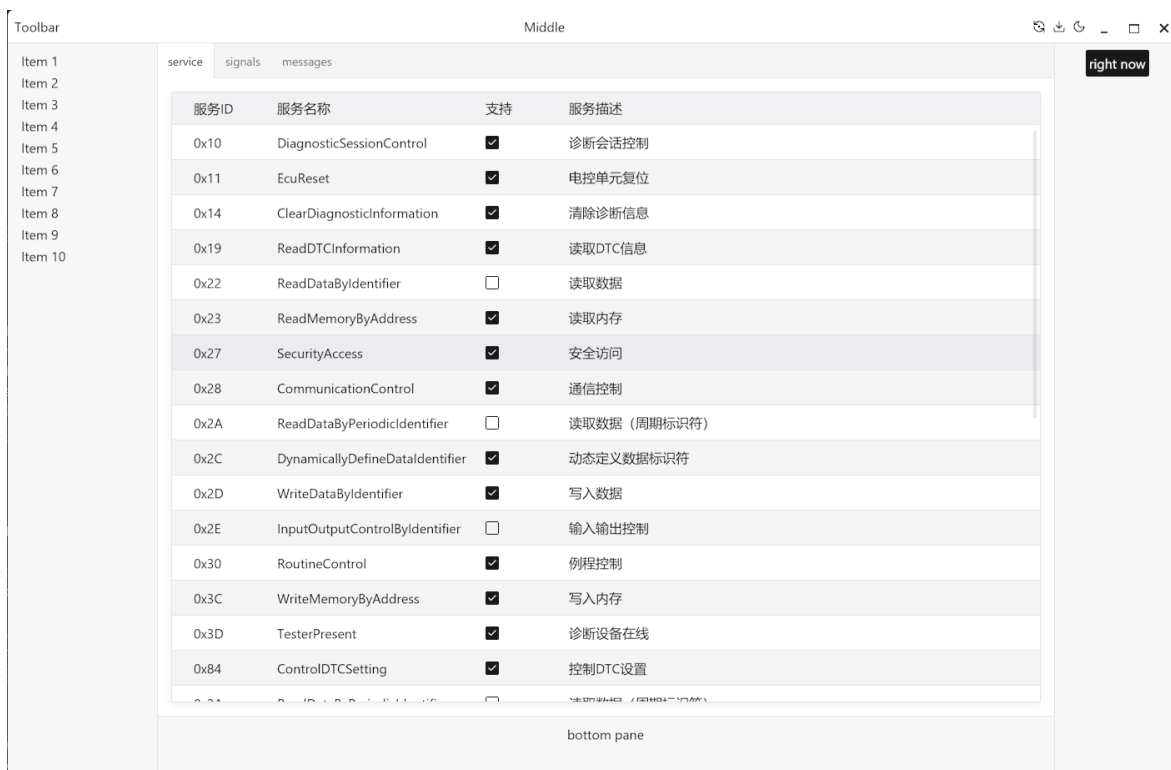 Toolbar Middle
Item 1
Item 2
Item 3
Item 4
Item 5
Item 6
Item 7
Item 8
Item 9
Item 10
service signals messages
服务ID 服务名称 支持 服务描述
0x10 DiagnosticSessionControl 诊断会话控制
0x11 EcuReset 电控单元复位
0x14 ClearDiagnosticInformation 清除诊断信息
0x19 ReadDTCInformation 读取DTC信息
0x22 ReadDataByIdentifier 读取数据
0x23 ReadMemoryByAddress 读取内存
0x27 SecurityAccess 安全访问
0x28 CommunicationControl 通信控制
0x2A ReadDataByPeriodicIdentifier 读取数据（周期标识符）
0x2C DynamicallyDefineDataIdentifier 动态定义数据标识符
0x2D WriteDataByIdentifier 写入数据
0x2E InputOutputControlByIdentifier 输入输出控制
0x30 RoutineControl 例程控制
0x3C WriteMemoryByAddress 写入内存
0x3D TesterPresent 诊断设备在线
0x84 ControlDTCSetting 控制DTC设置
bottom pane
right now